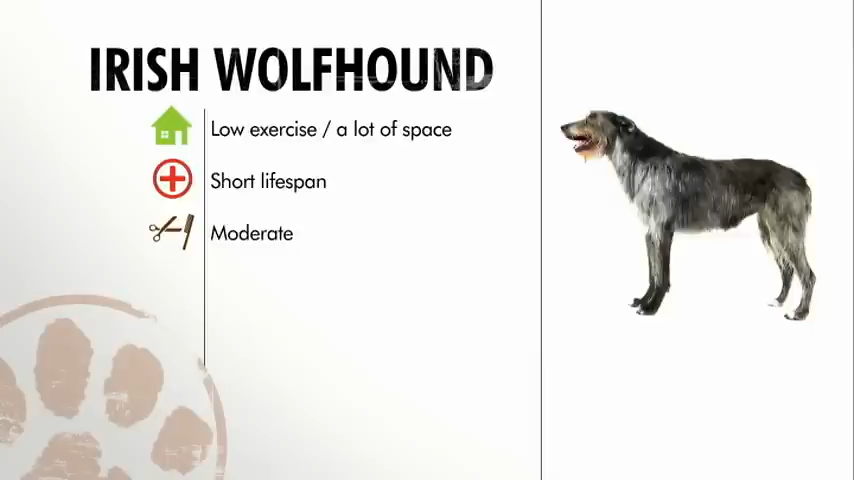 IRISH WOLFHOUND
Low exercise / a lot of space
Short lifespan
Moderate